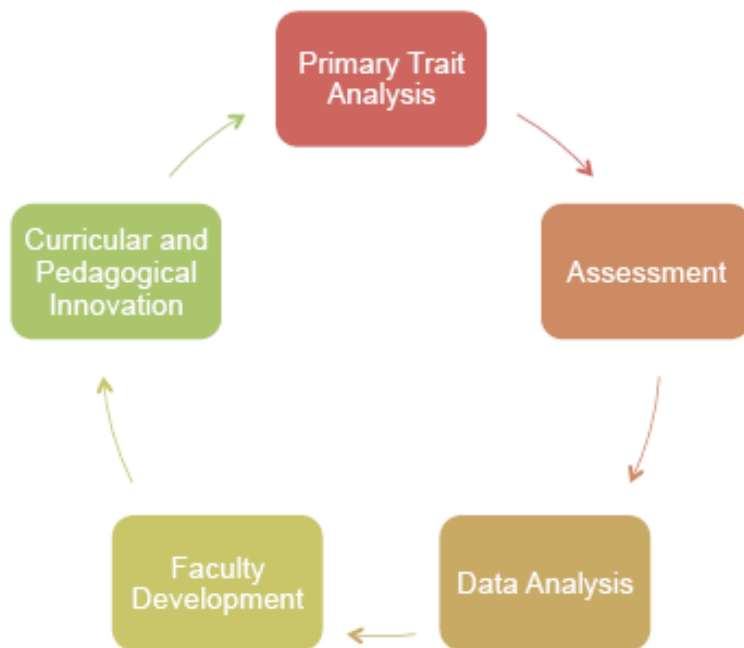 Primary Trait
Analysis
Assessment
Data Analysis
Faculty
Development
Curricular and
Pedagogical
Innovation